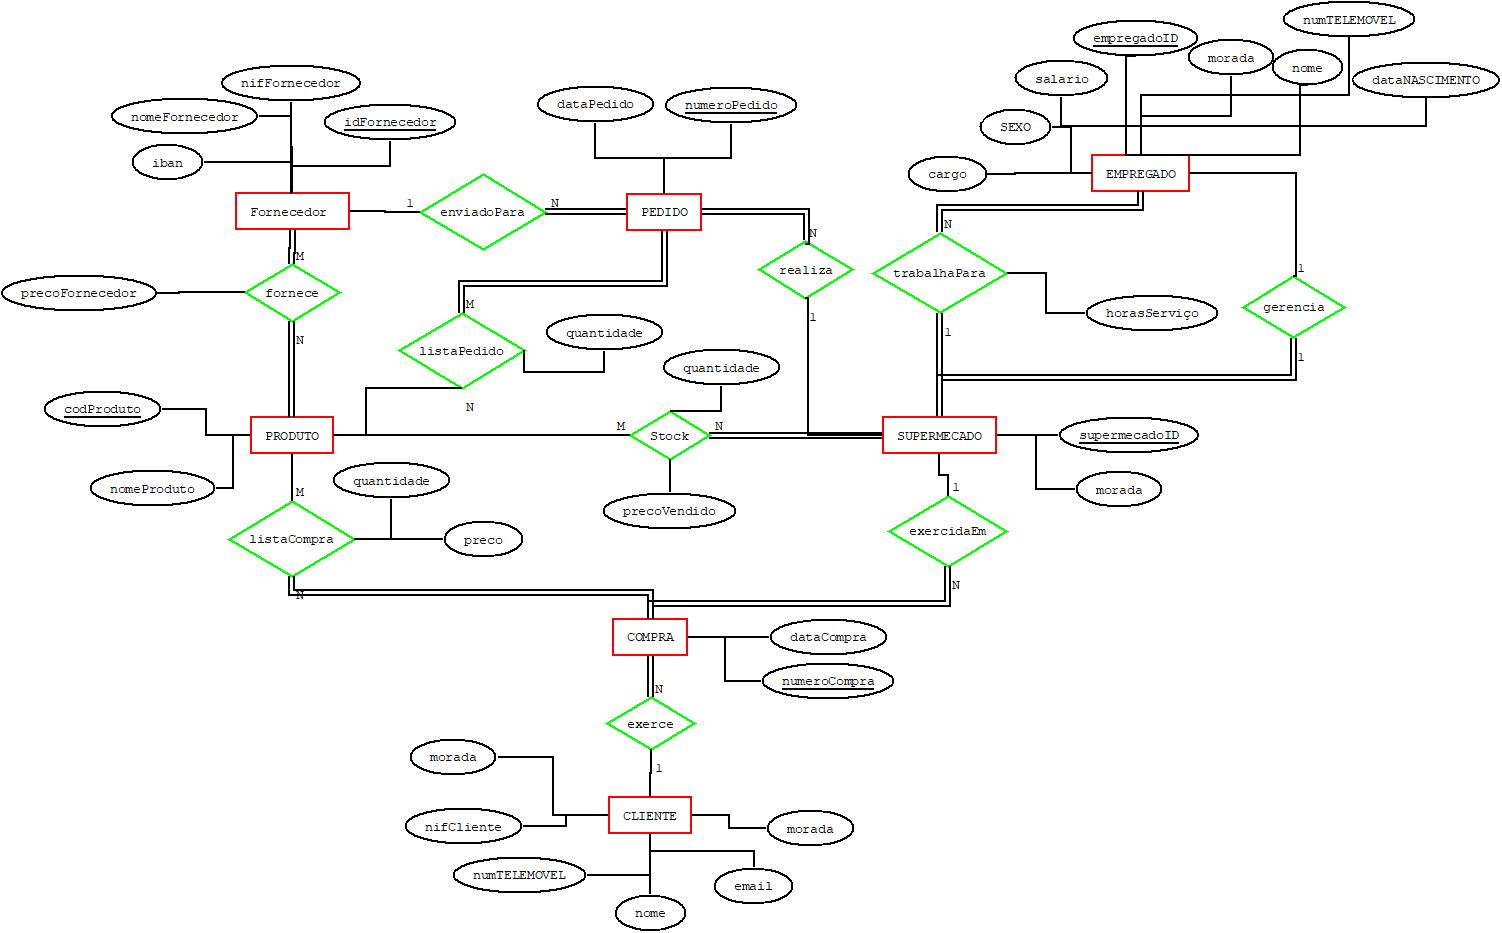 numTELEMOVEL
empregadoID
morada
nome
salario
dataNASCIMENTO
nifFornecedor
nomeFornecedor
idFornecedor
dataPedido
numeroPedido
SEXO
iban
cargo
EMPREGADO
Fornecedor
1
enviadoPara
N
PEDIDO
N
N
realiza
trabalhaPara
1
M
fornece
precoFornecedor
gerencia
horasServiço
M
1
quantidade
1
N
listaPedido
1
quantidade
codProduto
N
PRODUTO
M
Stock
N
SUPERMECADO
supermecadoID
nomeProduto
quantidade
morada
M
1
precoVendido
listaCompra
preco
exercidaEm
N
N
COMPRA
dataCompra
numeroCompra
N
exerce
morada
1
CLIENTE
nifCliente
morada
numTELEMOVEL
email
nome